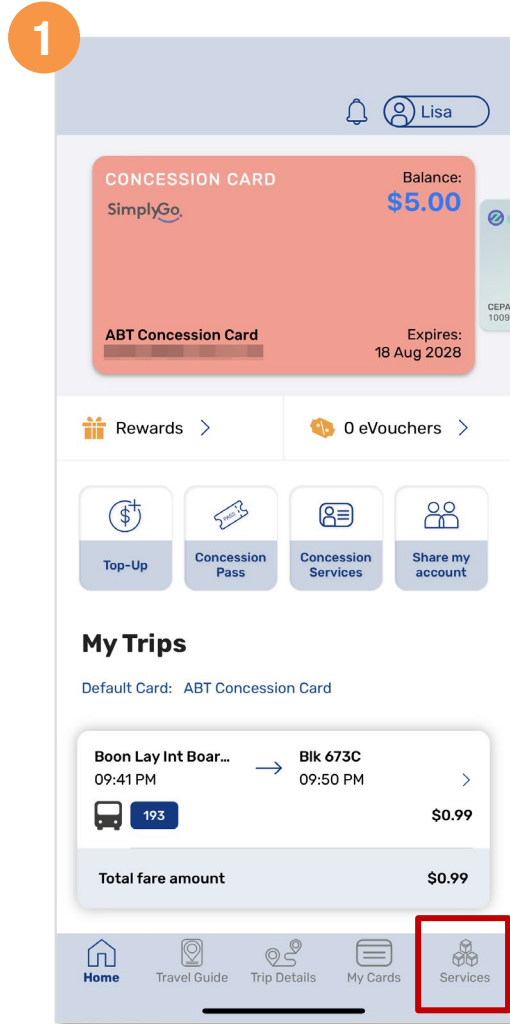 1
Lisa
CONCESSION CARD
Balance:
SimplyGo
$5.00
CEPA
1009
ABT Concession Card
Expires:
18 Aug 2028
Rewards
0 eVouchers
PASS
Top-Up
Concession
Pass
Concession
Services
Share my
account
My Trips
Default Card: ABT Concession Card
Boon Lay Int Boar...
Blk 673C
09:41 PM
09:50 PM
193
$0.99
Total fare amount
$0.99
Home
Travel Guide
Trip Details
My Cards
Services